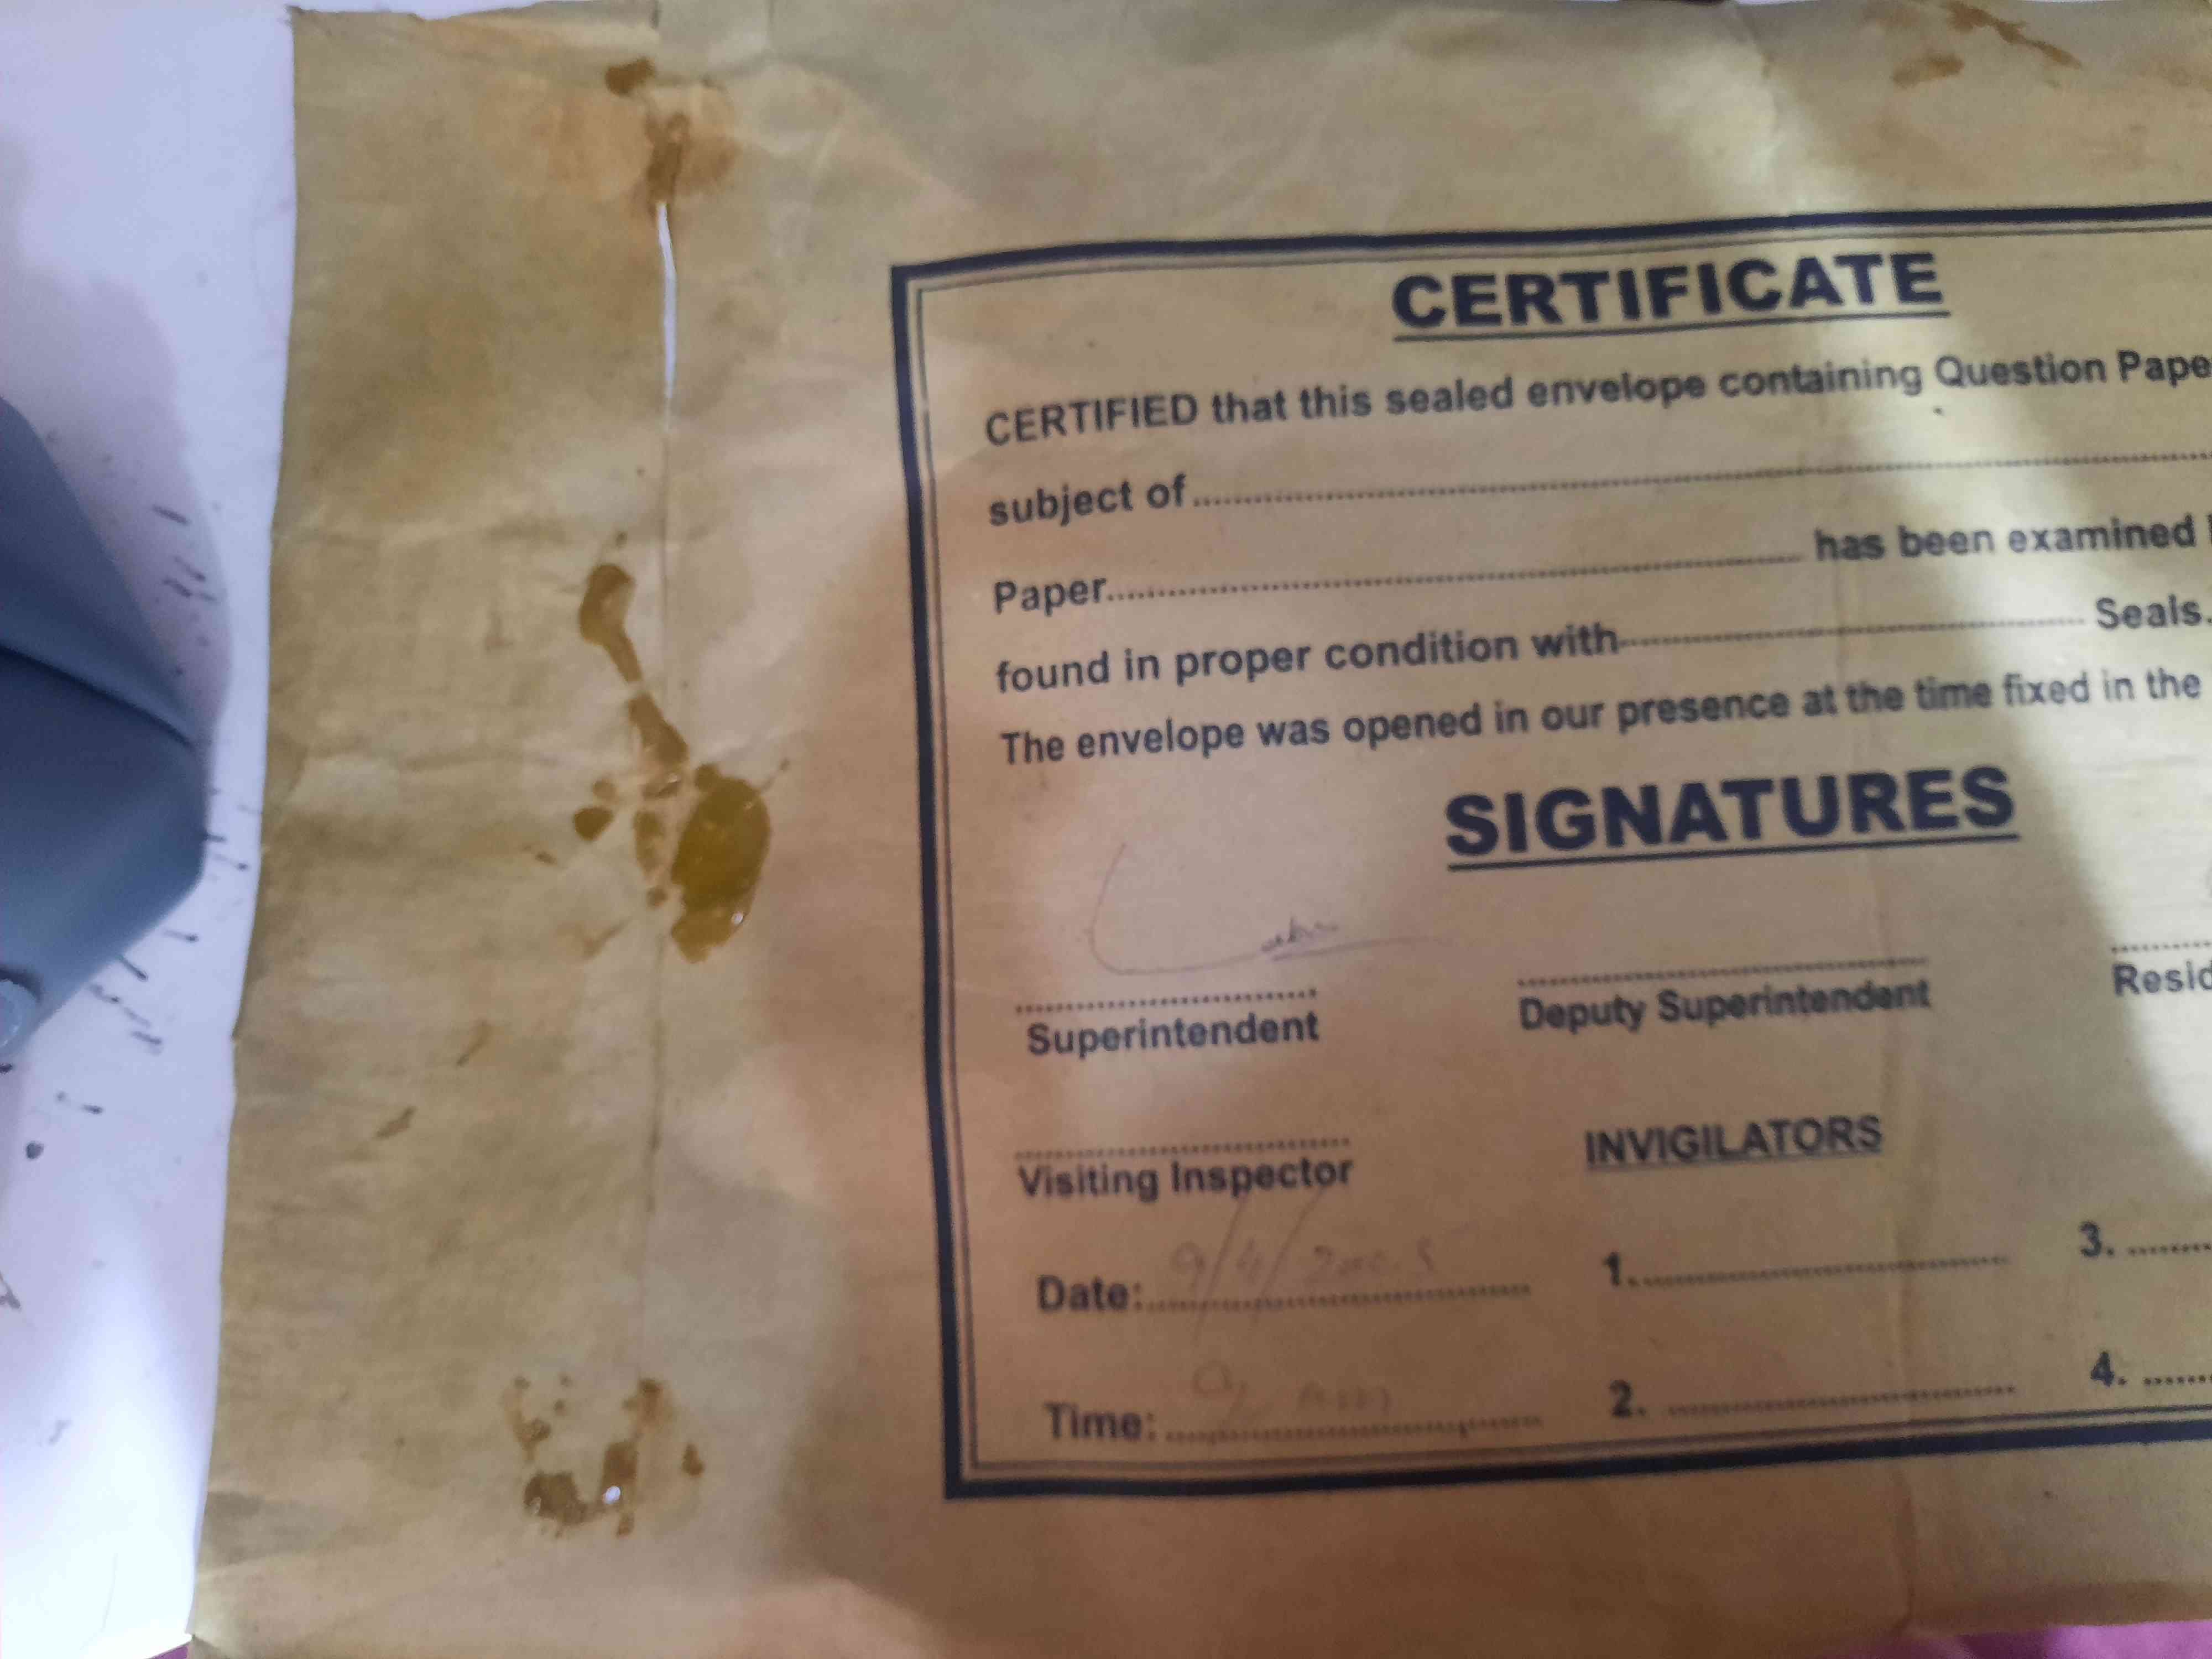 CERTIFICATE
CERTIFIED that this sealed envelope containing Question Pape
subject of
Paper has been examined
found in proper condition with Seals.
The envelope was opened in our presence at the time fixed in the
SIGNATURES
Superintendent
Deputy Superintendent
Resid
Visiting Inspector
INVIGILATORS
Date: 9/4/
1.
3.
Time: 9 Am
2.
4.